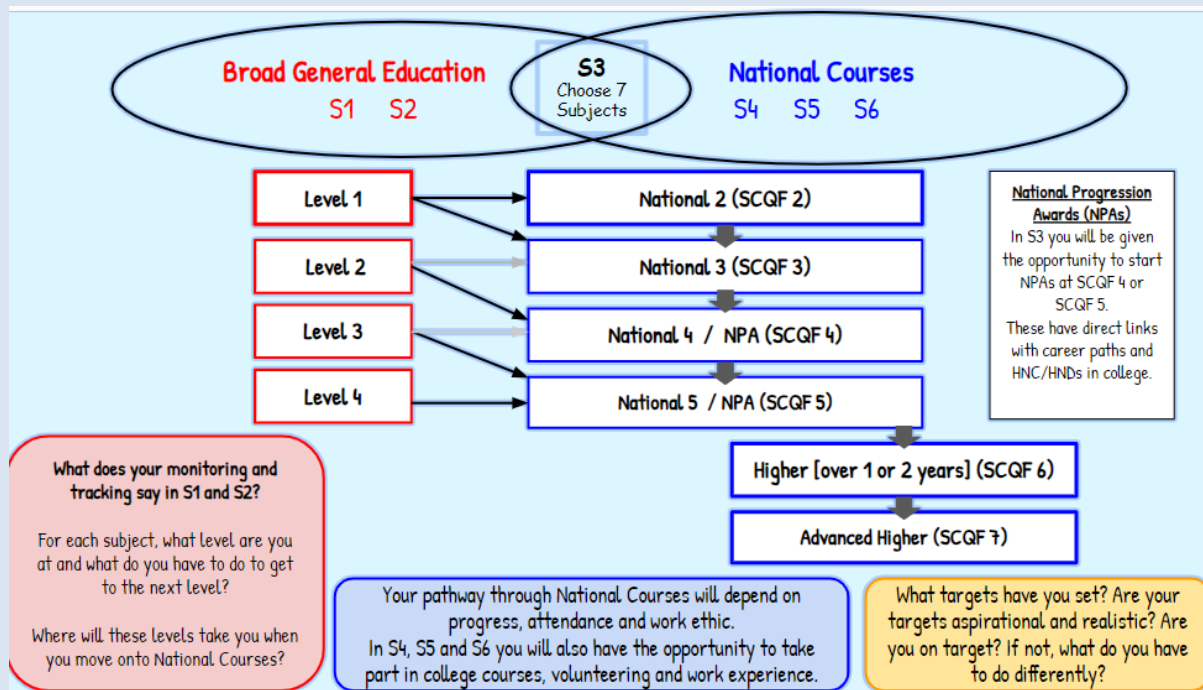 Broad General Education
S1 S2
S3
Choose 7
Subjects
National Courses
S4 S5 S6
Level 1
Level 2
Level 3
Level 4
National 2 (SCQF 2)
National 3 (SCQF 3)
National 4 / NPA (SCQF 4)
National 5 / NPA (SCQF 5)
Higher [over 1 or 2 years] (SCQF 6)
Advanced Higher (SCQF 7)
National Progression
Awards (NPAs)
In S3 you will be given
the opportunity to start
NPAs at SCQF 4 or
SCQF 5.
These have direct links
with career paths and
HNC/HNDs in college.
What does your monitoring and
tracking say in S1 and S2?
For each subject, what level are you
at and what do you have to do to get
to the next level?
Where will these levels take you when
you move onto National Courses?
Your pathway through National Courses will depend on
progress, attendance and work ethic.
In S4, S5 and S6 you will also have the opportunity to take
part in college courses, volunteering and work experience.
What targets have you set? Are your
targets aspirational and realistic? Are
you on target? If not, what do you have
to do differently?